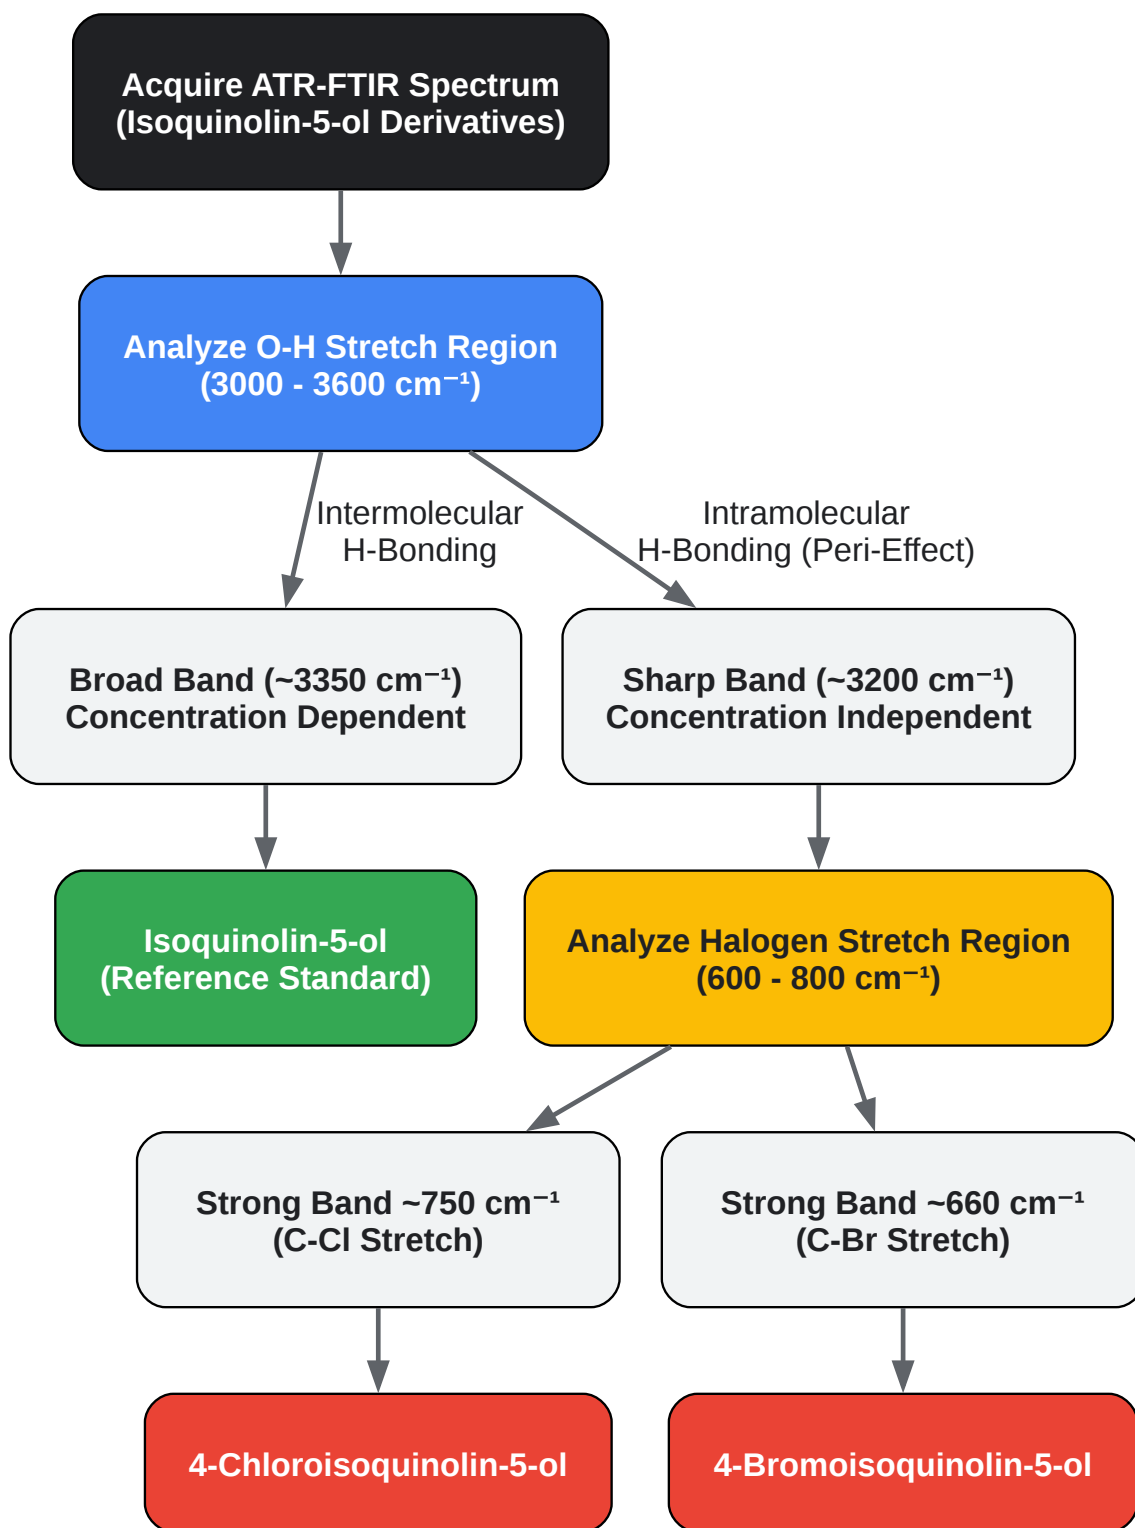 Acquire ATR-FTIR Spectrum
(Isoquinolin-5-ol Derivatives)
Analyze O-H Stretch Region
(3000 - 3600 cm⁻¹)
Intermolecular
H-Bonding
Intramolecular
H-Bonding (Peri-Effect)
Broad Band (~3350 cm⁻¹)
Concentration Dependent
Sharp Band (~3200 cm⁻¹)
Concentration Independent
Isoquinolin-5-ol
(Reference Standard)
Analyze Halogen Stretch Region
(600 - 800 cm⁻¹)
Strong Band ~750 cm⁻¹
(C-Cl Stretch)
Strong Band ~660 cm⁻¹
(C-Br Stretch)
4-Chloroisoquinolin-5-ol
4-Bromoisoquinolin-5-ol